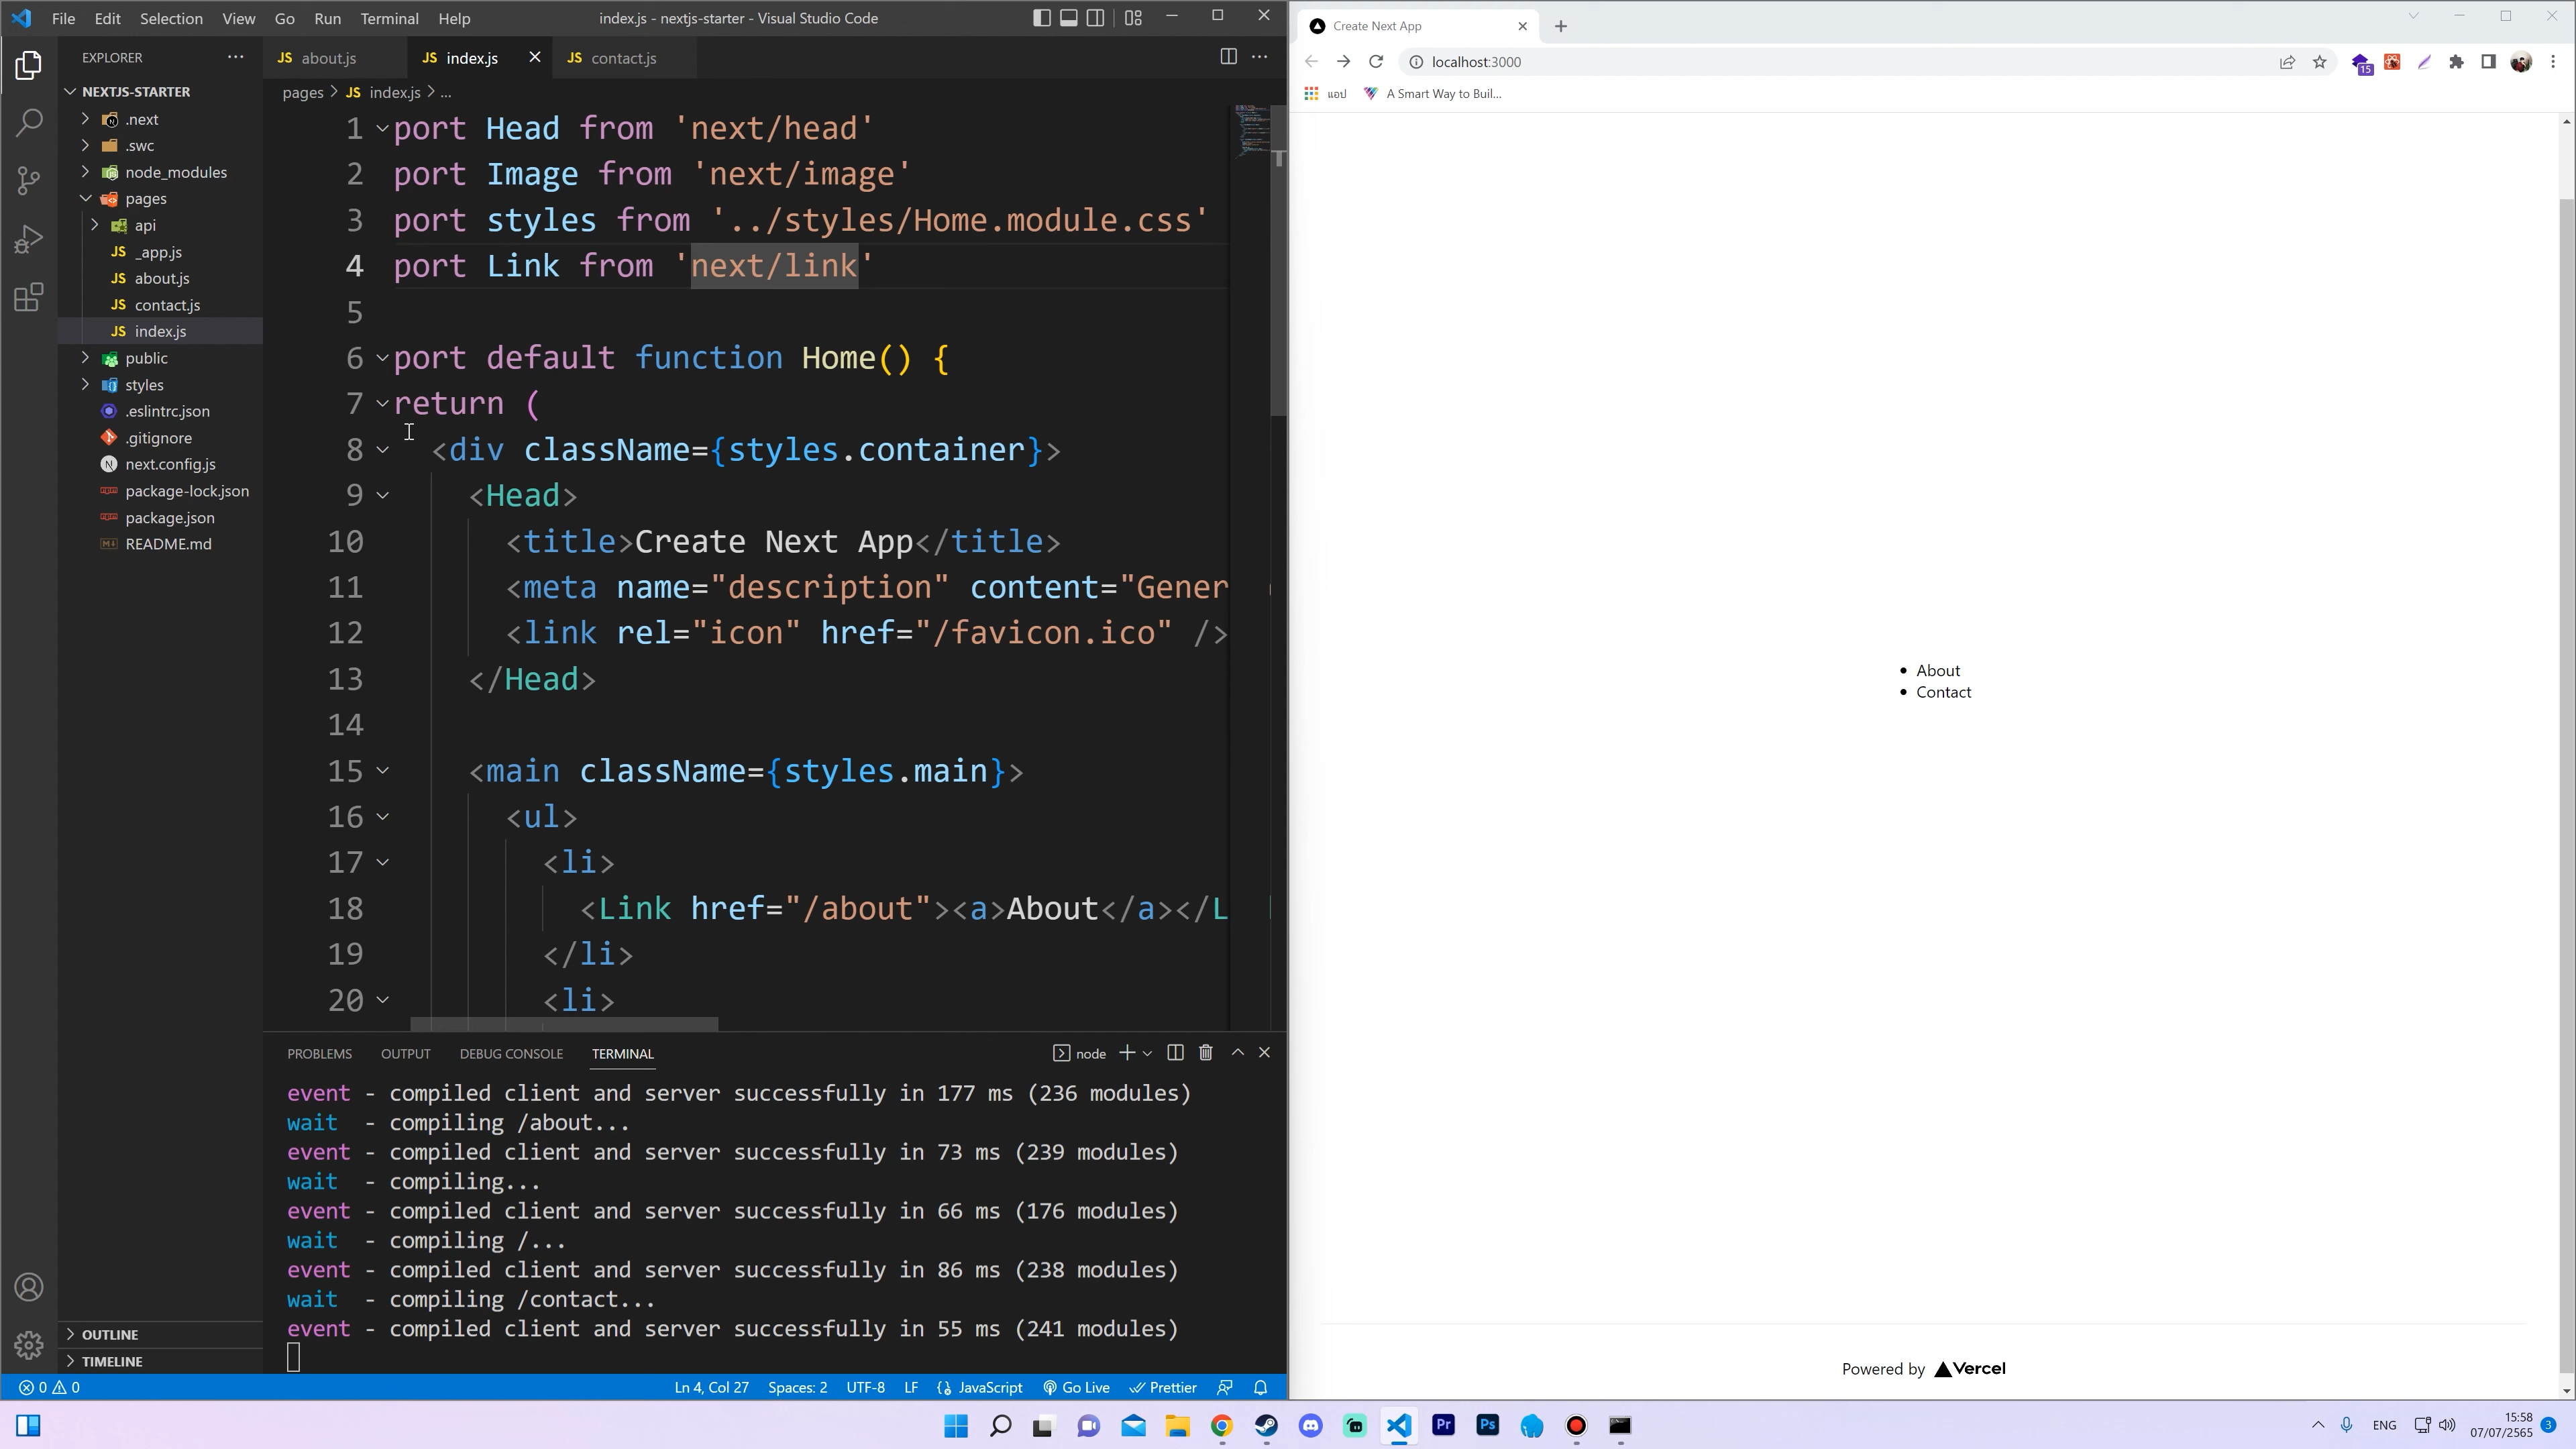 File Edit Selection View Go Run Terminal Help
index.js - nextjs-starter - Visual Studio Code
EXPLORER
NEXTJS-STARTER
.next
.swc
node_modules
pages
api
JS _app.js
JS about.js
JS contact.js
JS index.js
public
styles
.eslintrc.json
.gitignore
N next.config.js
package-lock.json
package.json
README.md
OUTLINE
TIMELINE
JS about.js
JS index.js
JS contact.js
pages > JS index.js > ...
1 port Head from 'next/head'
2 port Image from 'next/image'
3 port styles from '../styles/Home.module.css'
4 port Link from 'next/link'
5
6 port default function Home() {
7 return (
8 <div className={styles.container}>
9 <Head>
10 <title>Create Next App</title>
11 <meta name="description" content="Gener
12 <link rel="icon" href="/favicon.ico" />
13 </Head>
14
15 <main className={styles.main}>
16 <ul>
17 <li>
18 <Link href="/about"><a>About</a></L
19 </li>
20 <li>
PROBLEMS OUTPUT DEBUG CONSOLE TERMINAL
node
event - compiled client and server successfully in 177 ms (236 modules)
wait - compiling /about...
event - compiled client and server successfully in 73 ms (239 modules)
wait - compiling...
event - compiled client and server successfully in 66 ms (176 modules)
wait - compiling /...
event - compiled client and server successfully in 86 ms (238 modules)
wait - compiling /contact...
event - compiled client and server successfully in 55 ms (241 modules)
0 0
Ln 4, Col 27 Spaces: 2 UTF-8 LF {} JavaScript Go Live Prettier
Create Next App
localhost:3000
15
แอป A Smart Way to Buil...
• About
• Contact
Powered by Vercel
Pr
Ps
ENG
15:58
07/07/2565
3